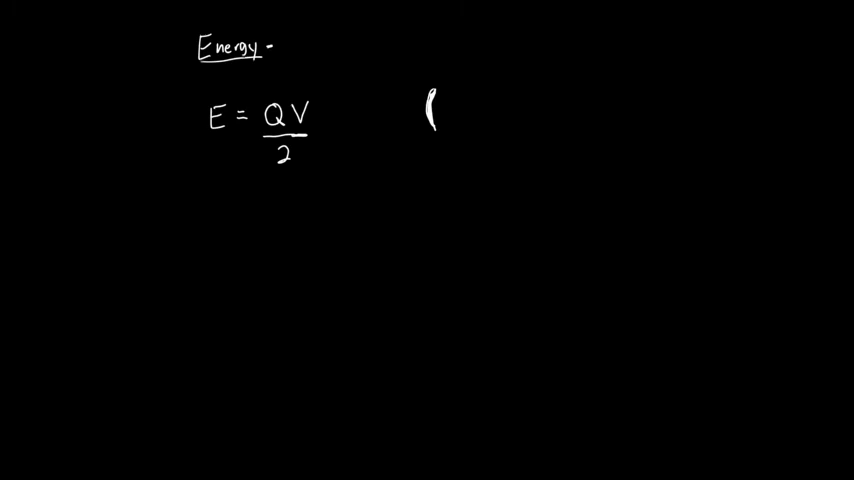 Energy -
E = QV/2 (